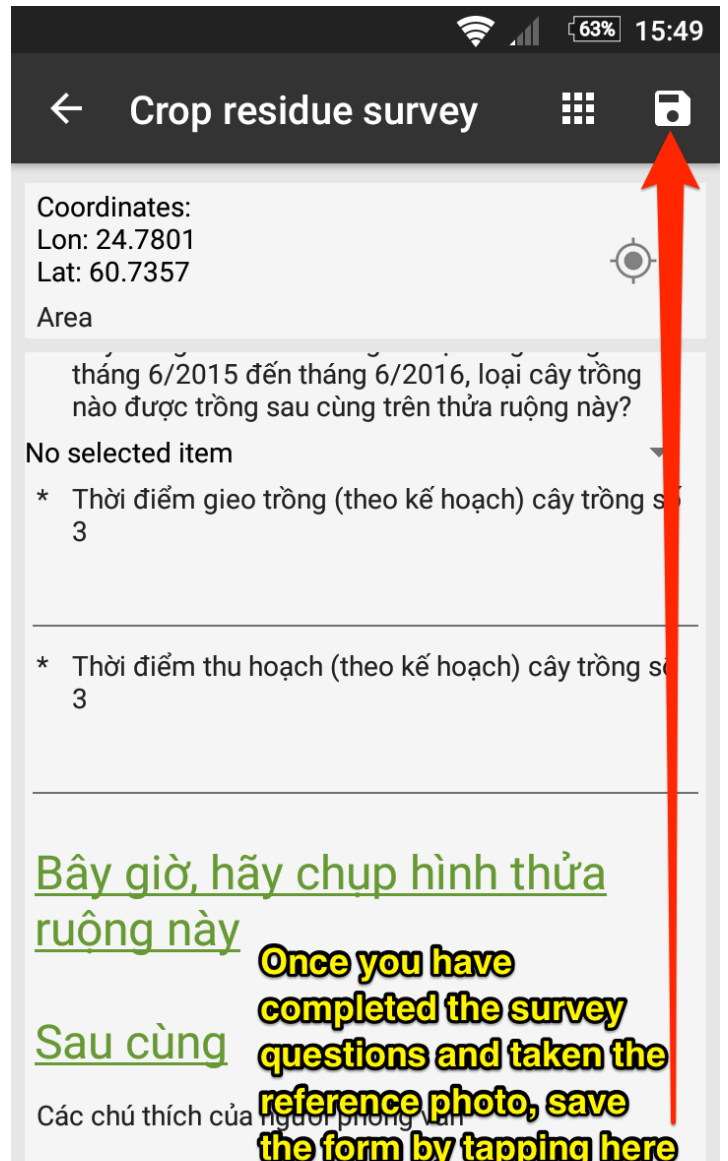 63% 15:49
Crop residue survey
Coordinates:
Lon: 24.7801
Lat: 60.7357
Area
tháng 6/2015 đến tháng 6/2016, loại cây trồng
nào được trồng sau cùng trên thửa ruộng này?
No selected item
* Thời điểm gieo trồng (theo kế hoạch) cây trồng số
3
* Thời điểm thu hoạch (theo kế hoạch) cây trồng số
3
Bây giờ, hãy chụp hình thửa
ruộng này
Once you have
completed the survey
Sau cùng
questions and taken the
reference photo, save
Các chú thích của người phỏng vấn
the form by tapping here